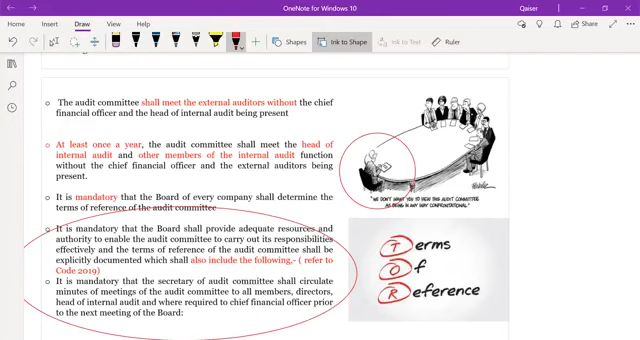 OneNote for Windows 10
Qaiser
Home
Insert
Draw
View
Help
Share
Shapes
Ink to Shape
Ink to Text
Ruler
o The audit committee shall meet the external auditors without the chief
financial officer and the head of internal audit being present
o At least once a year, the audit committee shall meet the head of
internal audit and other members of the internal audit function
without the chief financial officer and the external auditors being
present.
o It is mandatory that the Board of every company shall determine the
terms of reference of the audit committee
o It is mandatory that the Board shall provide adequate resources and
authority to enable the audit committee to carry out its responsibilities
effectively and the terms of reference of the audit committee shall be
explicitly documented which shall also include the following,- ( refer to
Code 2019)
o It is mandatory that the secretary of audit committee shall circulate
minutes of meetings of the audit committee to all members, directors,
head of internal audit and where required to chief financial officer prior
to the next meeting of the Board:
"WE DON'T WANT YOU TO VIEW THIS AUDIT COMMITTEE
AS BEING IN ANY WAY CONFRONTATIONAL."
Terms
Of
Reference